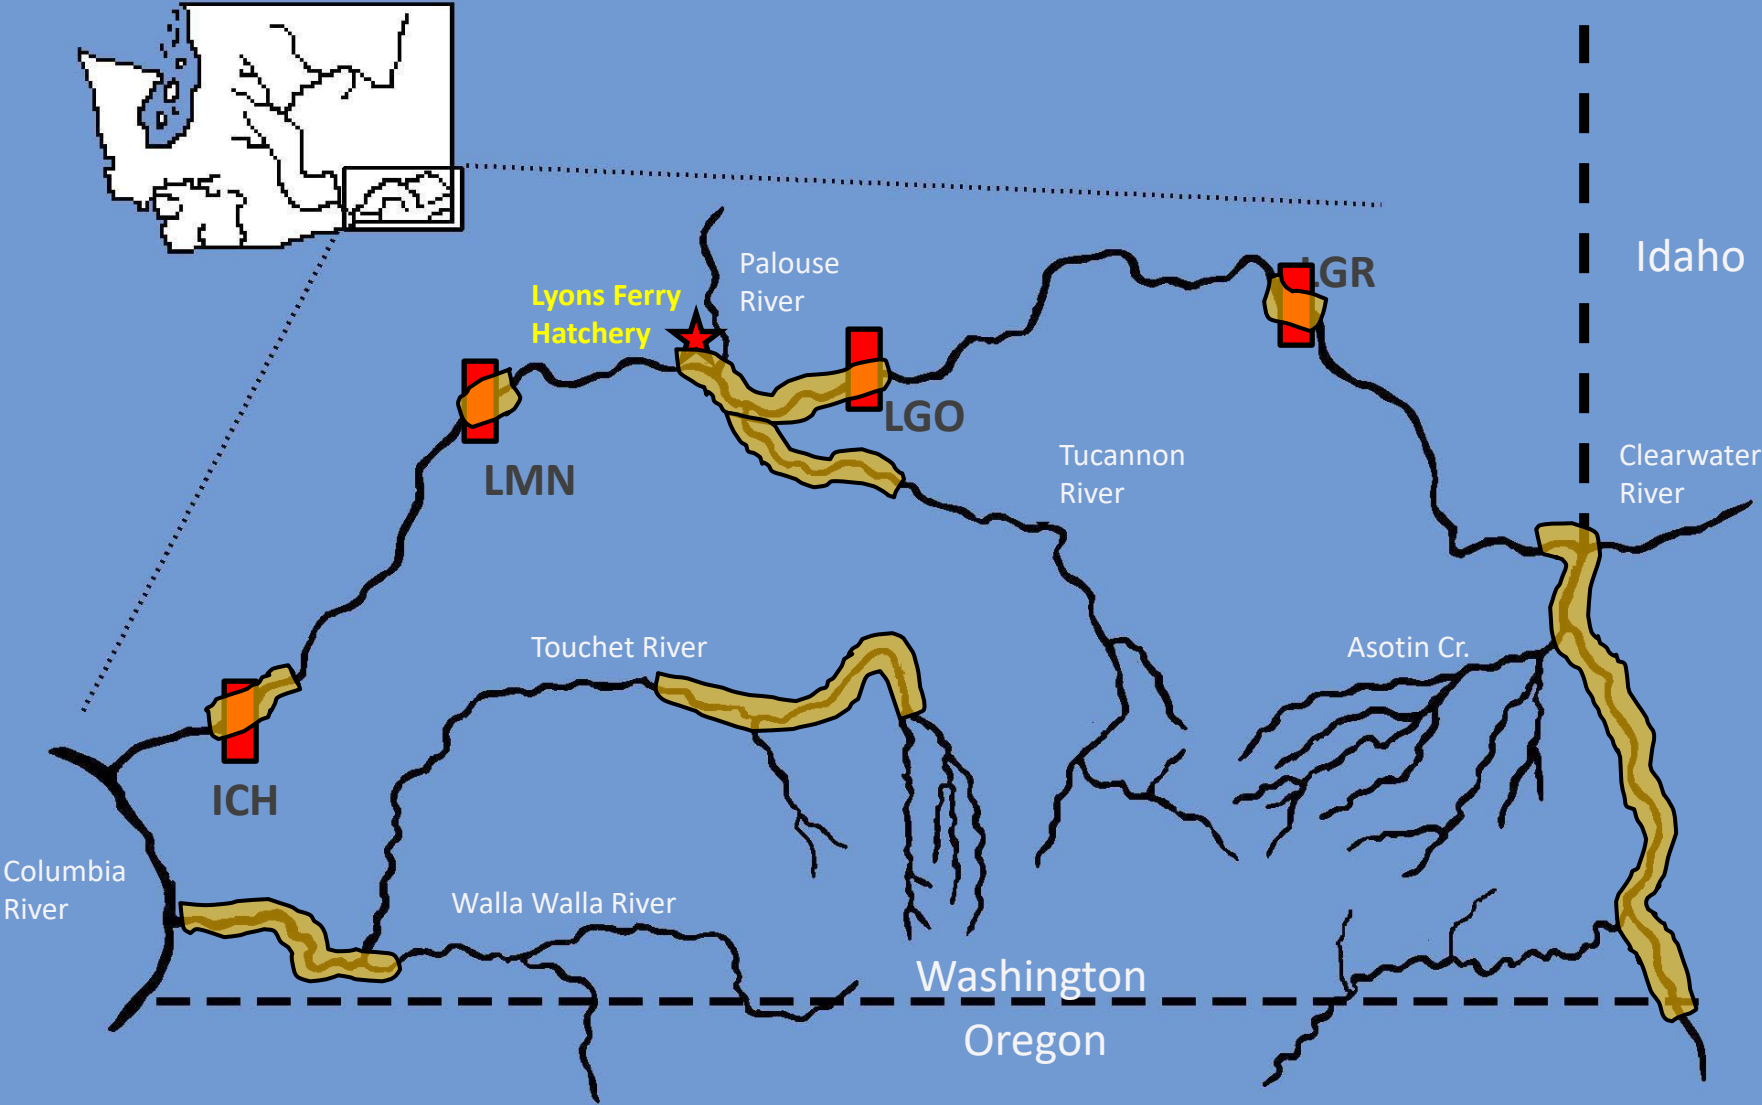 Idaho
Palouse
River
LGR
Lyons Ferry
Hatchery
LGO
LMN
Tucannon
River
Clearwater
River
Touchet River
Asotin Cr.
ICH
Columbia
River
Walla Walla River
Washington
Oregon